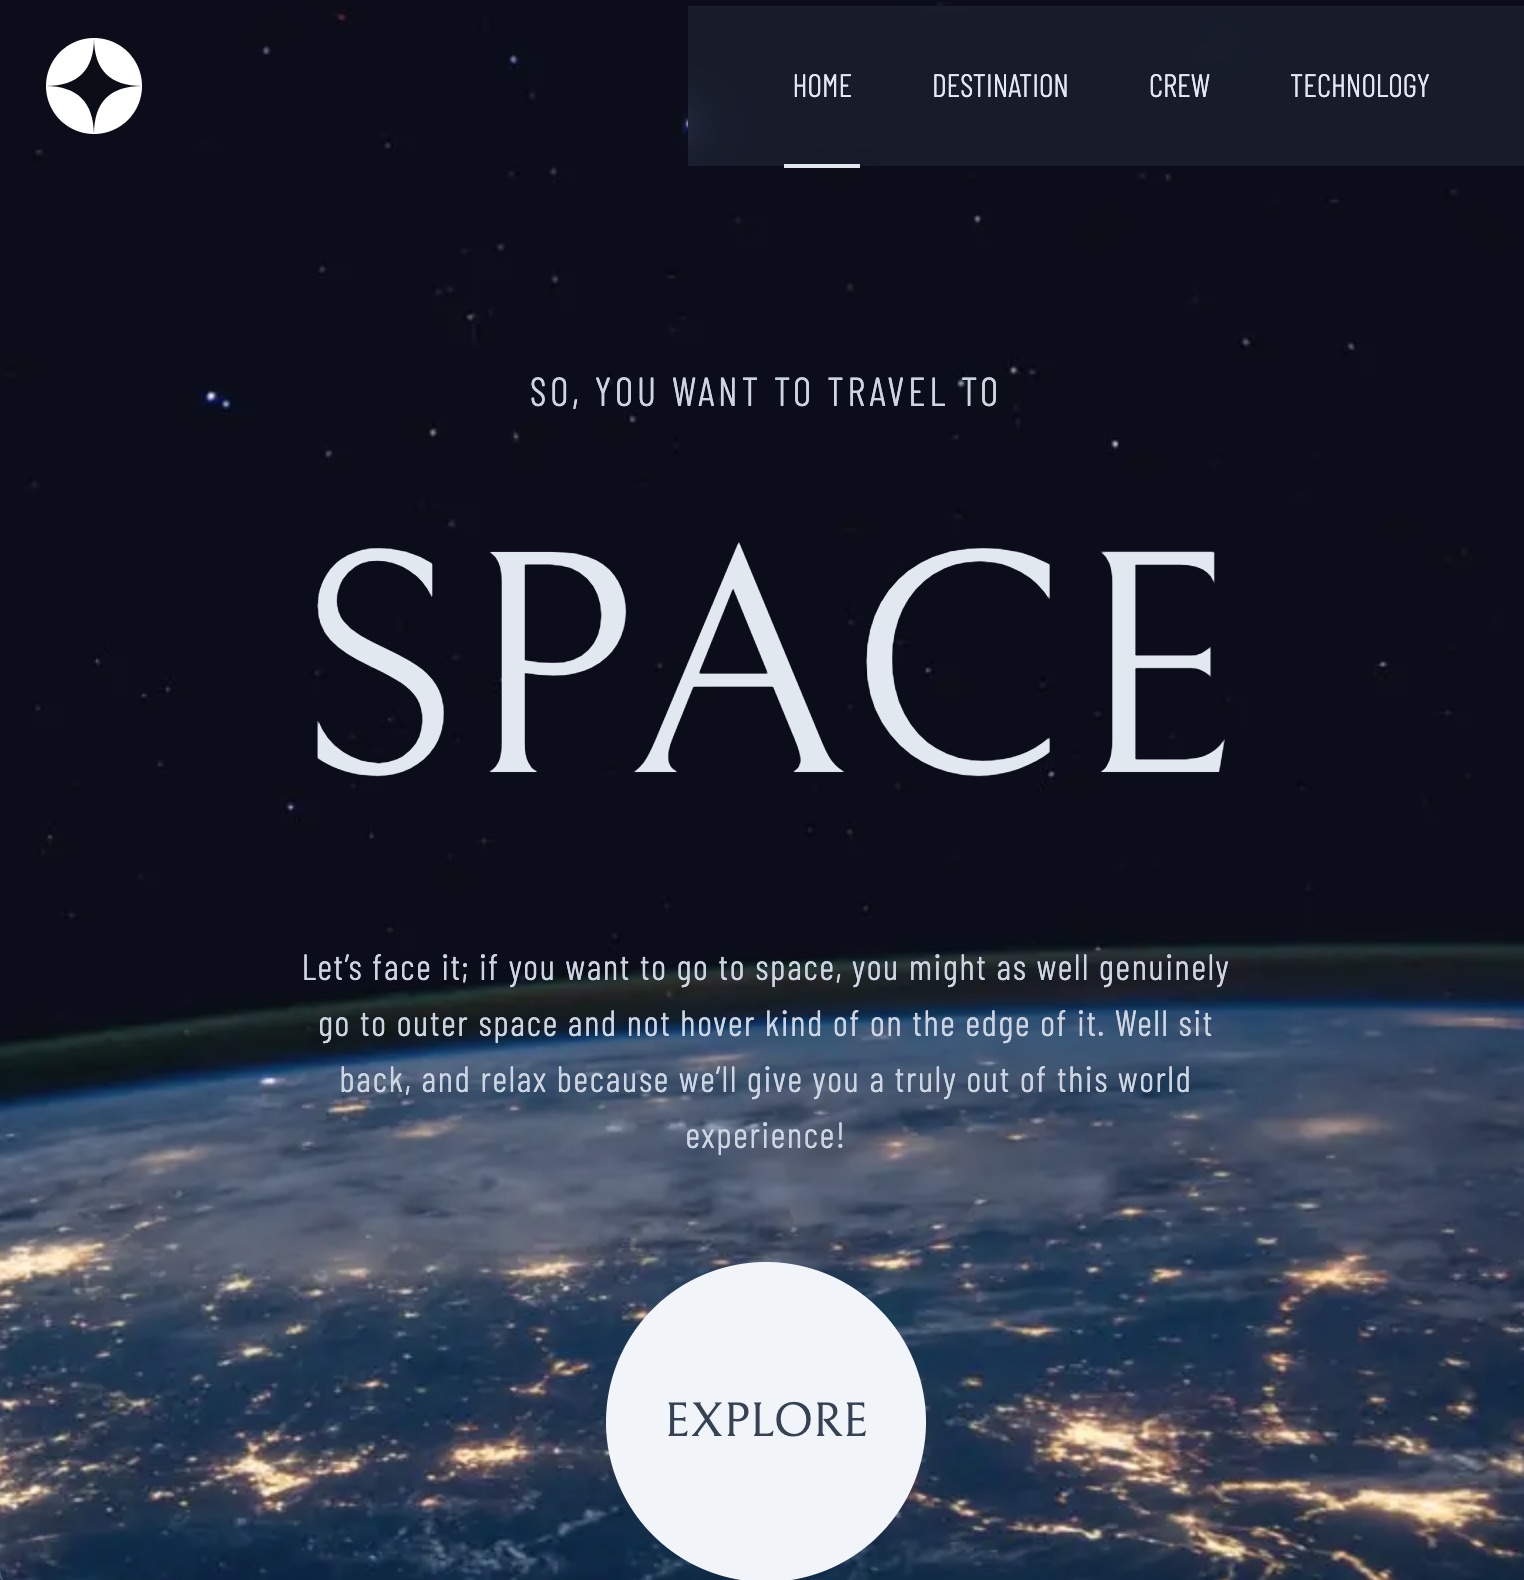 HOME DESTINATION CREW TECHNOLOGY
SO, YOU WANT TO TRAVEL TO
SPACE
Let’s face it; if you want to go to space, you might as well genuinely
go to outer space and not hover kind of on the edge of it. Well sit
back, and relax because we’ll give you a truly out of this world
experience!
EXPLORE